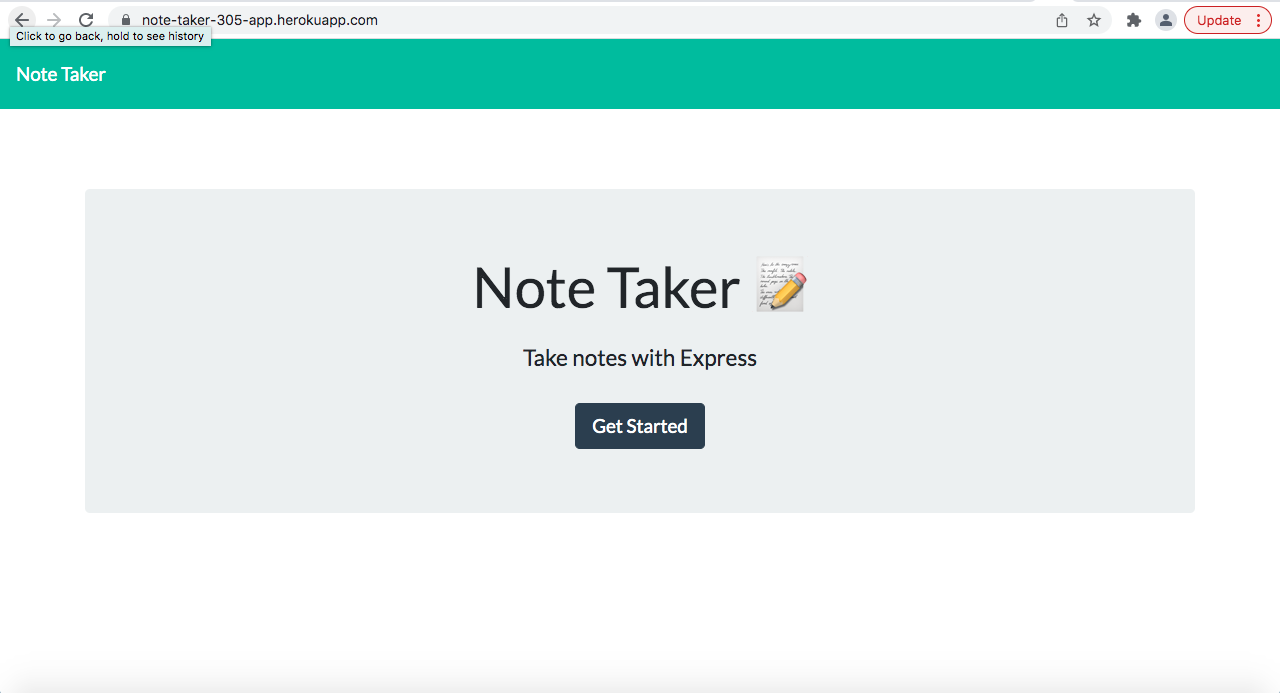 note-taker-305-app.herokuapp.com
Update
Click to go back, hold to see history
Note Taker
Note Taker
Take notes with Express
Get Started